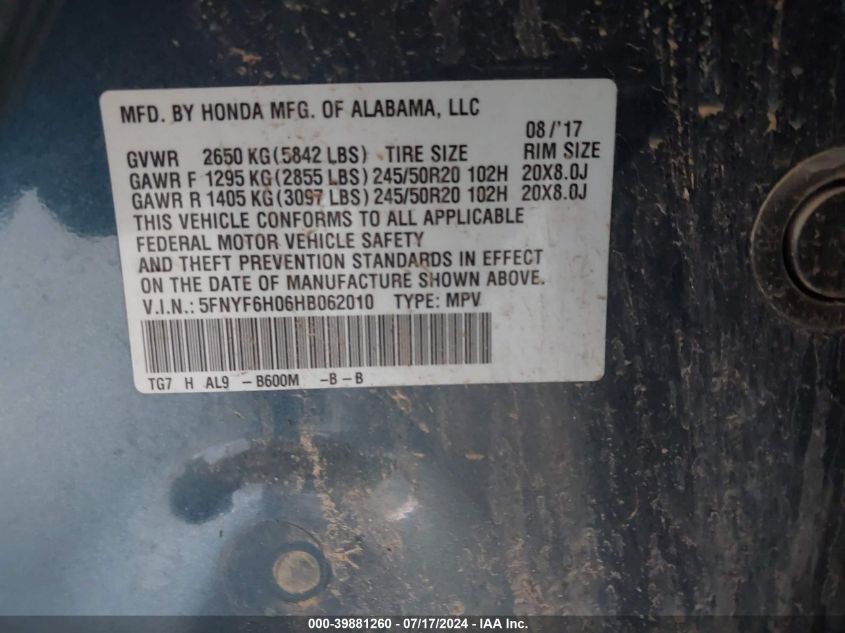 MFD. BY HONDA MFG. OF ALABAMA, LLC
08/'17
GVWR 2650 KG(5842 LBS) TIRE SIZE RIM SIZE
GAWR F 1295 KG(2855 LBS) 245/50R20 102H 20X8.0J
GAWR R 1405 KG(3097 LBS) 245/50R20 102H 20X8.0J
THIS VEHICLE CONFORMS TO ALL APPLICABLE
FEDERAL MOTOR VEHICLE SAFETY
AND THEFT PREVENTION STANDARDS IN EFFECT
ON THE DATE OF MANUFACTURE SHOWN ABOVE.
V.I.N.: 5FNYF6H06HB062010 TYPE: MPV
TG7 H AL9 -B600M -B-B
000-39881260 - 07/17/2024 - IAA Inc.